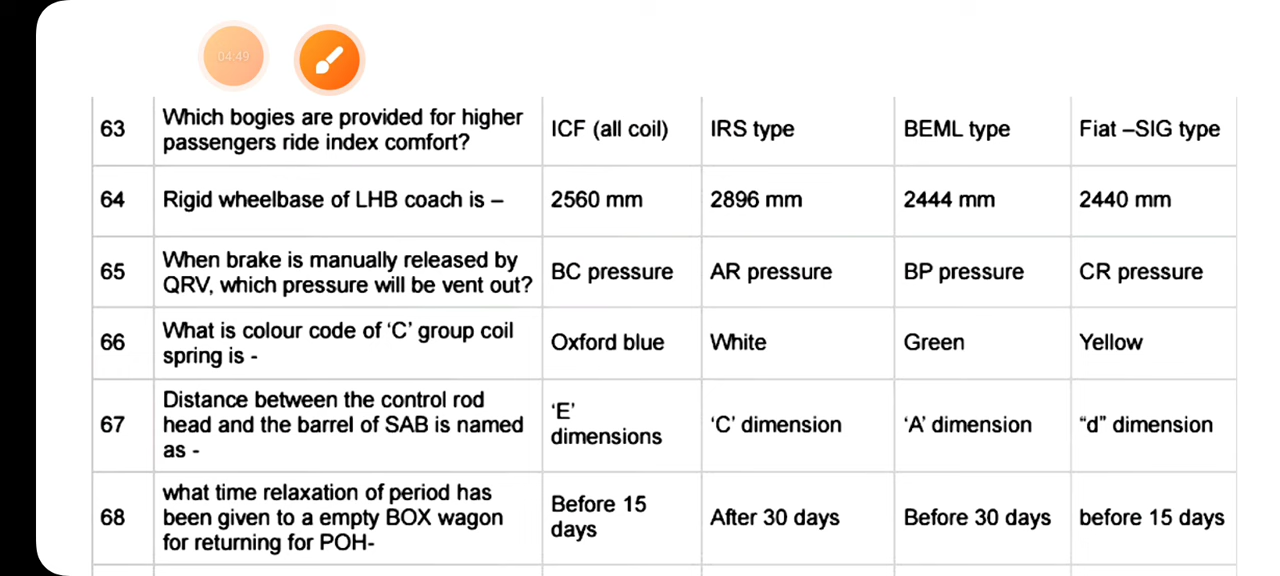 04:49
63 Which bogies are provided for higher passengers ride index comfort? ICF (all coil) IRS type BEML type Fiat –SIG type
64 Rigid wheelbase of LHB coach is – 2560 mm 2896 mm 2444 mm 2440 mm
65 When brake is manually released by QRV, which pressure will be vent out? BC pressure AR pressure BP pressure CR pressure
66 What is colour code of ‘C’ group coil spring is - Oxford blue White Green Yellow
67 Distance between the control rod head and the barrel of SAB is named as - ‘E’ dimensions ‘C’ dimension ‘A’ dimension “d” dimension
68 what time relaxation of period has been given to a empty BOX wagon for returning for POH- Before 15 days After 30 days Before 30 days before 15 days